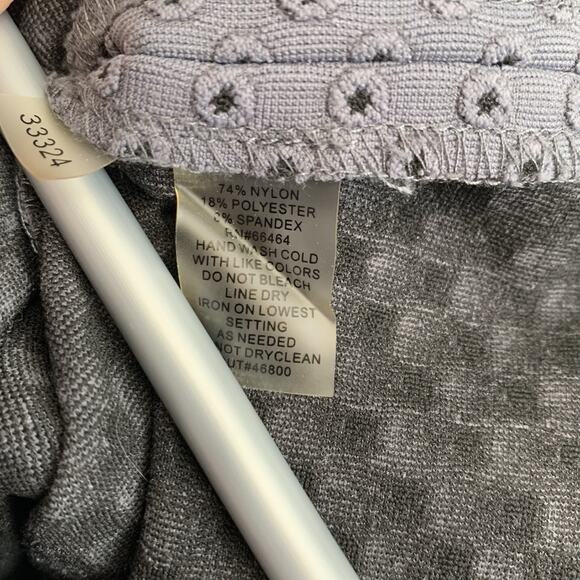 33324
74% NYLON
18% POLYESTER
8% SPANDEX
RN#66464
HAND WASH COLD
WITH LIKE COLORS
DO NOT BLEACH
LINE DRY
IRON ON LOWEST
SETTING
AS NEEDED
NOT DRYCLEAN
UT#46800